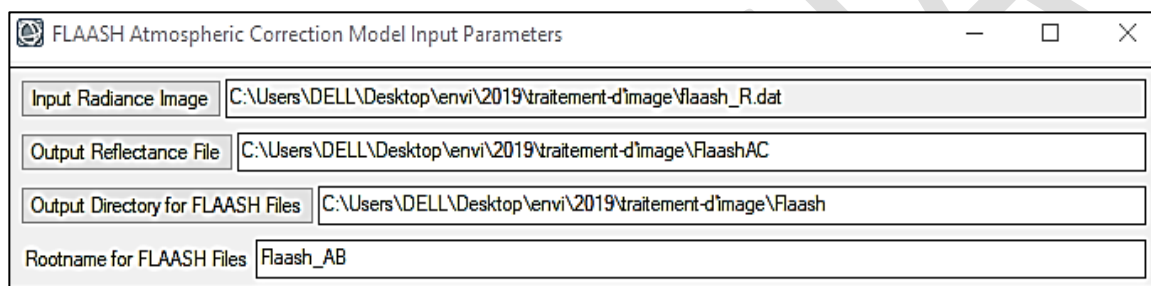 FLAASH Atmospheric Correction Model Input Parameters
Input Radiance Image C:\Users\DELL\Desktop\envi\2019\traitement-d'image\flaash_R.dat
Output Reflectance File C:\Users\DELL\Desktop\envi\2019\traitement-d'image\FlaashAC
Output Directory for FLAASH Files C:\Users\DELL\Desktop\envi\2019\traitement-d'image\Flaash
Rootname for FLAASH Files Flaash_AB